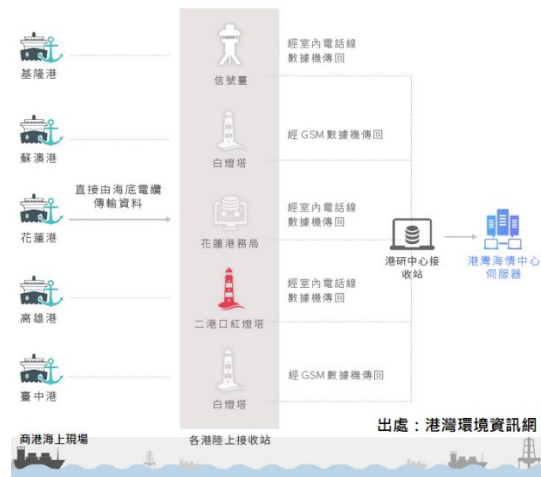 基隆港
蘇澳港
直接由海底電纜
傳輸資料
花蓮港
高雄港
臺中港
信號臺
白燈塔
花蓮港務局
二港口紅燈塔
白燈塔
經室內電話線
數據機傳回
經 GSM 數據機傳回
經室內電話線
數據機傳回
經室內電話線
數據機傳回
經 GSM 數據機傳回
港研中心接
收站
港灣海情中心
伺服器
出處：港灣環境資訊網
商港海上現場
各港陸上接收站